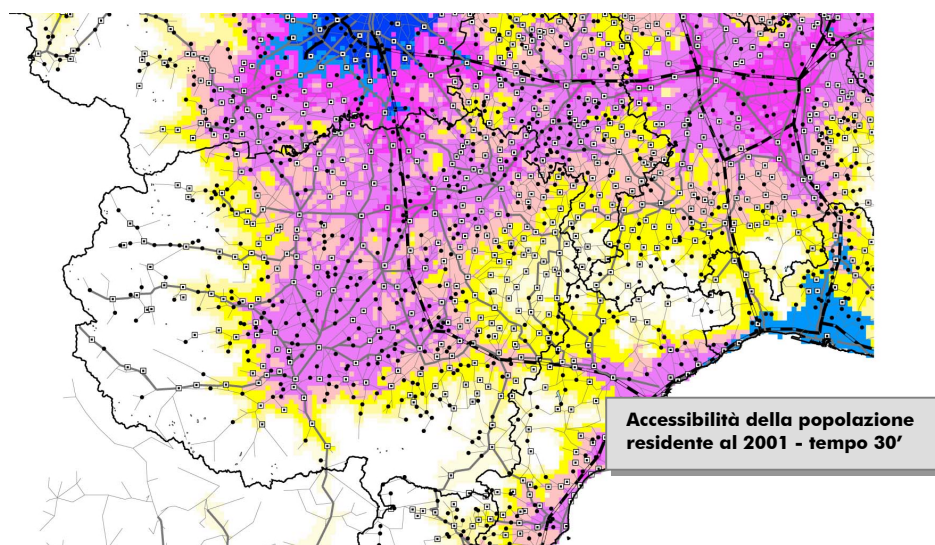 Accessibilità della popolazione
residente al 2001 - tempo 30’